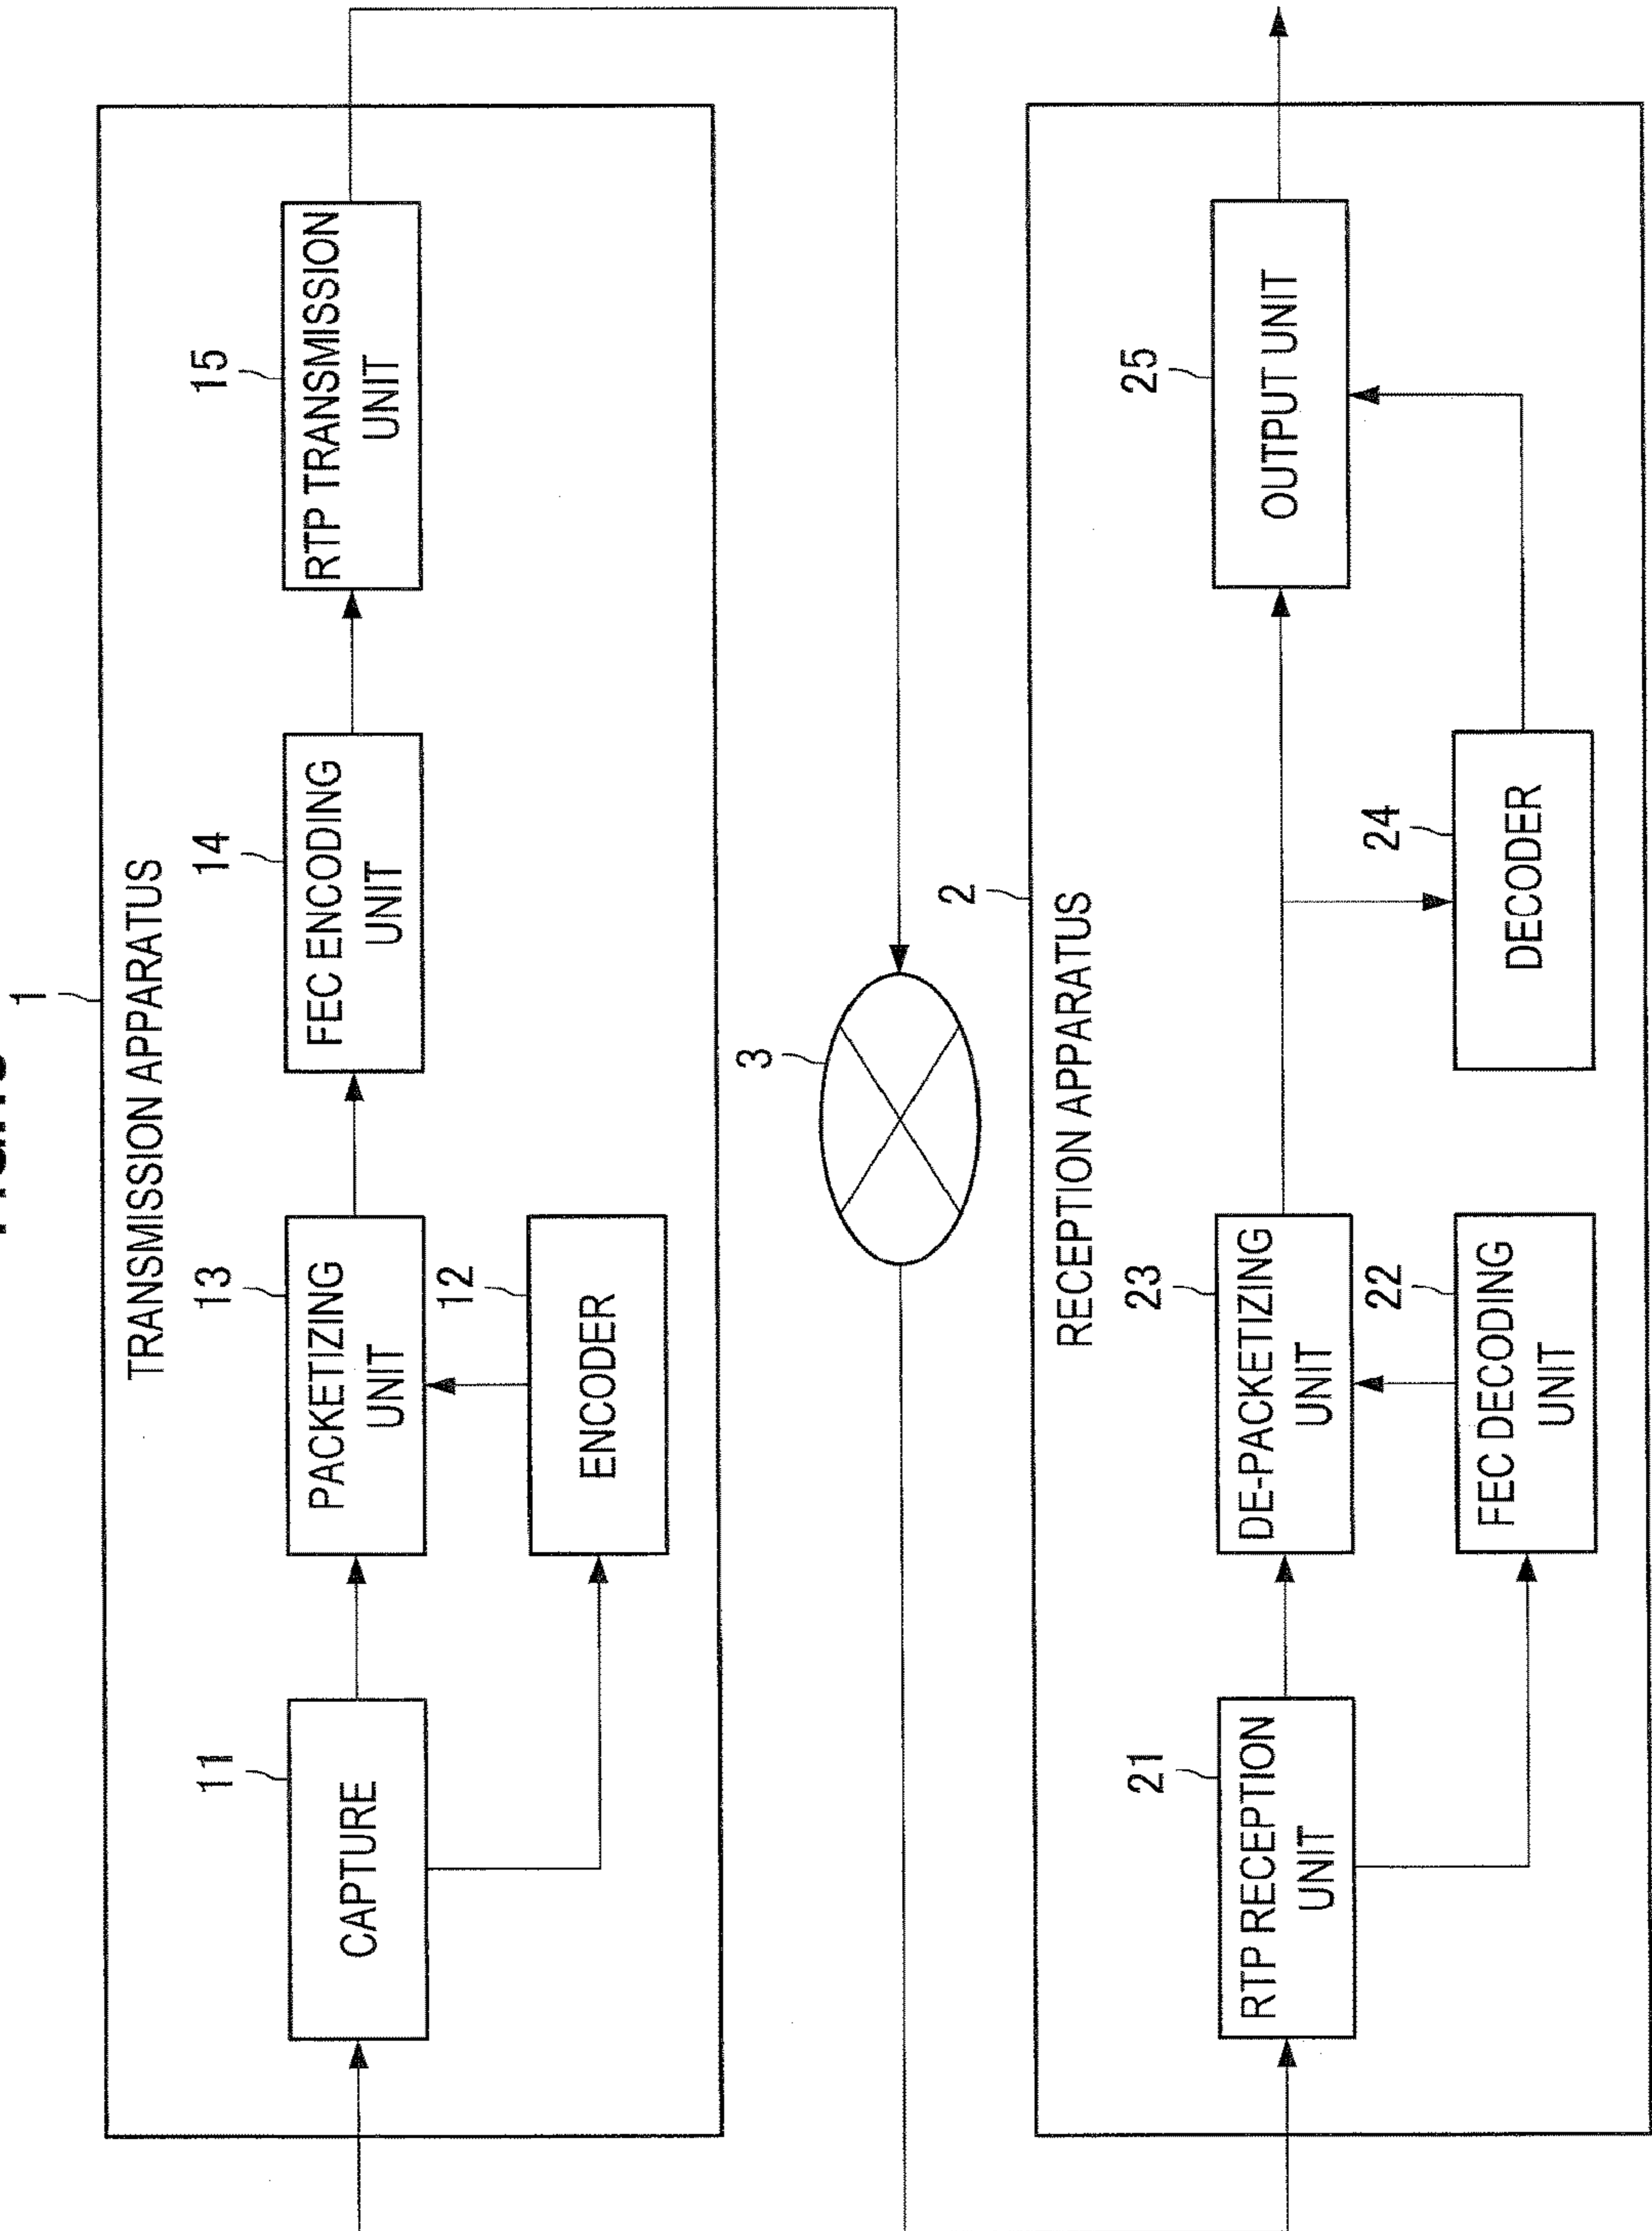 1
TRANSMISSION APPARATUS
11
CAPTURE
13
PACKETIZING
UNIT
14
FEC ENCODING
UNIT
15
RTP TRANSMISSION
UNIT
12
ENCODER
3
2
RECEPTION APPARATUS
21
RTP RECEPTION
UNIT
23
DE-PACKETIZING
UNIT
25
OUTPUT UNIT
22
FEC DECODING
UNIT
24
DECODER